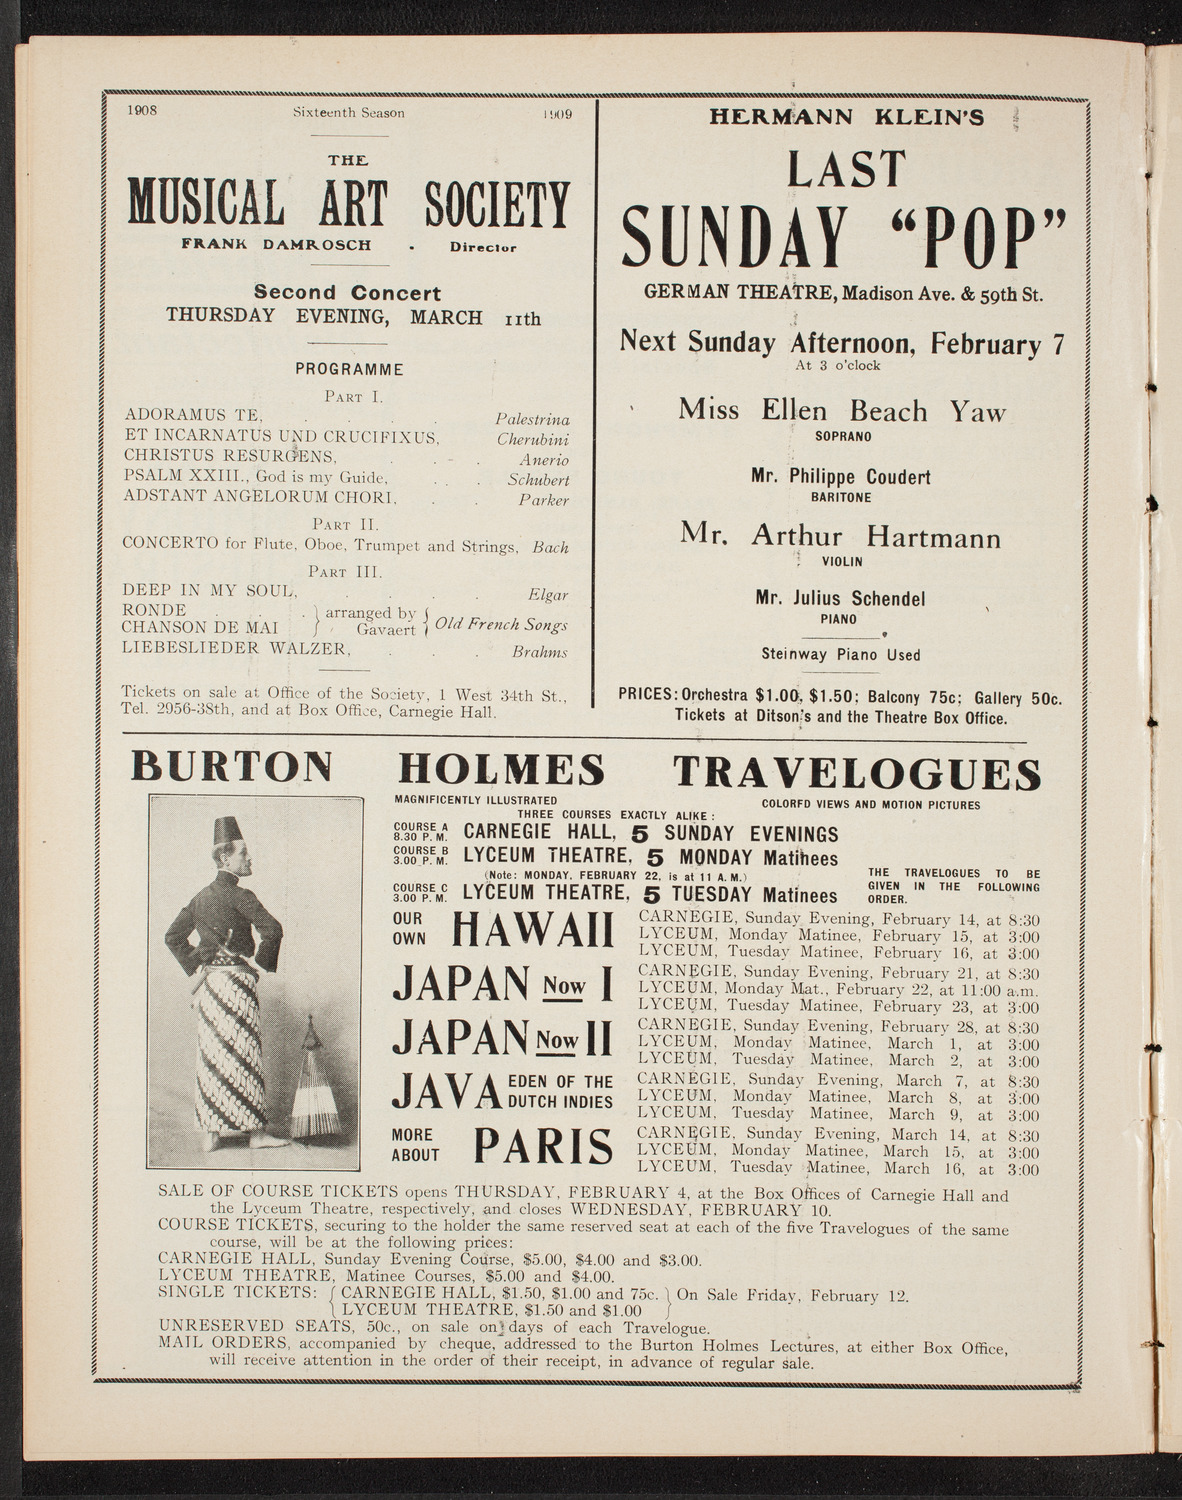 1908 Sixteenth Season 1909
THE
MUSICAL ART SOCIETY
FRANK DAMROSCH - Director
Second Concert
THURSDAY EVENING, MARCH 11th
PROGRAMME
PART I.
ADORAMUS TE, . . . . Palestrina
ET INCARNATUS UND CRUCIFIXUS, Cherubini
CHRISTUS RESURGENS, . . - . Anerio
PSALM XXIII., God is my Guide, . . . Schubert
ADSTANT ANGELORUM CHORI, . . Parker
PART II.
CONCERTO for Flute, Oboe, Trumpet and Strings, Bach
PART III.
DEEP IN MY SOUL, . . . . Elgar
RONDE . . . . } arranged by { Old French Songs
CHANSON DE MAI } Gavaert {
LIEBESLIEDER WALZER, . . . Brahms
Tickets on sale at Office of the Society, 1 West 34th St.,
Tel. 2956-38th, and at Box Office, Carnegie Hall.
HERMANN KLEIN'S
LAST
SUNDAY “POP”
GERMAN THEATRE, Madison Ave. & 59th St.
Next Sunday Afternoon, February 7
At 3 o'clock
Miss Ellen Beach Yaw
SOPRANO
Mr. Philippe Coudert
BARITONE
Mr. Arthur Hartmann
VIOLIN
Mr. Julius Schendel
PIANO
Steinway Piano Used
PRICES: Orchestra $1.00, $1.50; Balcony 75c; Gallery 50c.
Tickets at Ditson's and the Theatre Box Office.
BURTON HOLMES TRAVELOGUES
MAGNIFICENTLY ILLUSTRATED COLORED VIEWS AND MOTION PICTURES
THREE COURSES EXACTLY ALIKE:
COURSE A 8.30 P. M. CARNEGIE HALL, 5 SUNDAY EVENINGS
COURSE B 3.00 P. M. LYCEUM THEATRE, 5 MONDAY Matinees
(Note: MONDAY, FEBRUARY 22, is at 11 A. M.)
COURSE C 3.00 P. M. LYCEUM THEATRE, 5 TUESDAY Matinees
THE TRAVELOGUES TO BE
GIVEN IN THE FOLLOWING
ORDER.
OUR OWN HAWAII
CARNEGIE, Sunday Evening, February 14, at 8:30
LYCEUM, Monday Matinee, February 15, at 3:00
LYCEUM, Tuesday Matinee, February 16, at 3:00
JAPAN Now I
CARNEGIE, Sunday Evening, February 21, at 8:30
LYCEUM, Monday Mat., February 22, at 11:00 a.m.
LYCEUM, Tuesday Matinee, February 23, at 3:00
JAPAN Now II
CARNEGIE, Sunday Evening, February 28, at 8:30
LYCEUM, Monday Matinee, March 1, at 3:00
LYCEUM, Tuesday Matinee, March 2, at 3:00
JAVA EDEN OF THE DUTCH INDIES
CARNEGIE, Sunday Evening, March 7, at 8:30
LYCEUM, Monday Matinee, March 8, at 3:00
LYCEUM, Tuesday Matinee, March 9, at 3:00
MORE ABOUT PARIS
CARNEGIE, Sunday Evening, March 14, at 8:30
LYCEUM, Monday Matinee, March 15, at 3:00
LYCEUM, Tuesday Matinee, March 16, at 3:00
SALE OF COURSE TICKETS opens THURSDAY, FEBRUARY 4, at the Box Offices of Carnegie Hall and
the Lyceum Theatre, respectively, and closes WEDNESDAY, FEBRUARY 10.
COURSE TICKETS, securing to the holder the same reserved seat at each of the five Travelogues of the same
course, will be at the following prices:
CARNEGIE HALL, Sunday Evening Course, $5.00, $4.00 and $3.00.
LYCEUM THEATRE, Matinee Courses, $5.00 and $4.00.
SINGLE TICKETS: { CARNEGIE HALL, $1.50, $1.00 and 75c. } On Sale Friday, February 12.
{ LYCEUM THEATRE, $1.50 and $1.00 }
UNRESERVED SEATS, 50c., on sale on days of each Travelogue.
MAIL ORDERS, accompanied by cheque, addressed to the Burton Holmes Lectures, at either Box Office,
will receive attention in the order of their receipt, in advance of regular sale.